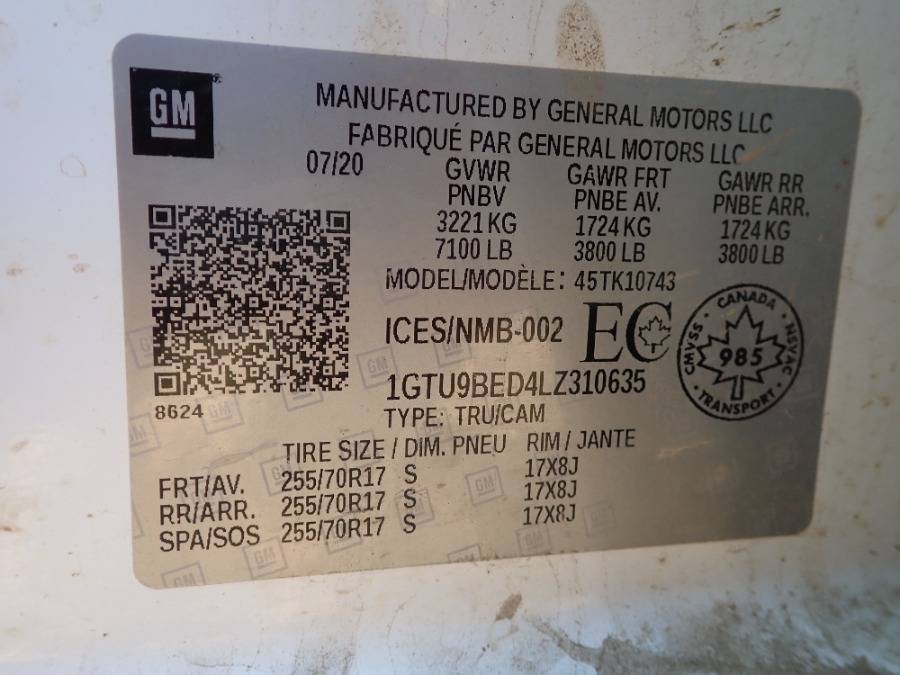 GM
MANUFACTURED BY GENERAL MOTORS LLC
FABRIQUÉ PAR GENERAL MOTORS LLC
07/20 GVWR GAWR FRT GAWR RR
PNBV PNBE AV. PNBE ARR.
3221 KG 1724 KG 1724 KG
7100 LB 3800 LB 3800 LB
MODEL/MODÈLE: 45TK10743
ICES/NMB-002 EC
CANADA
CMVSS 985 NSVAC
TRANSPORT
1GTU9BED4LZ310635
8624
TYPE: TRU/CAM
TIRE SIZE / DIM. PNEU RIM / JANTE
FRT/AV. 255/70R17 S 17X8J
RR/ARR. 255/70R17 S 17X8J
SPA/SOS 255/70R17 S 17X8J